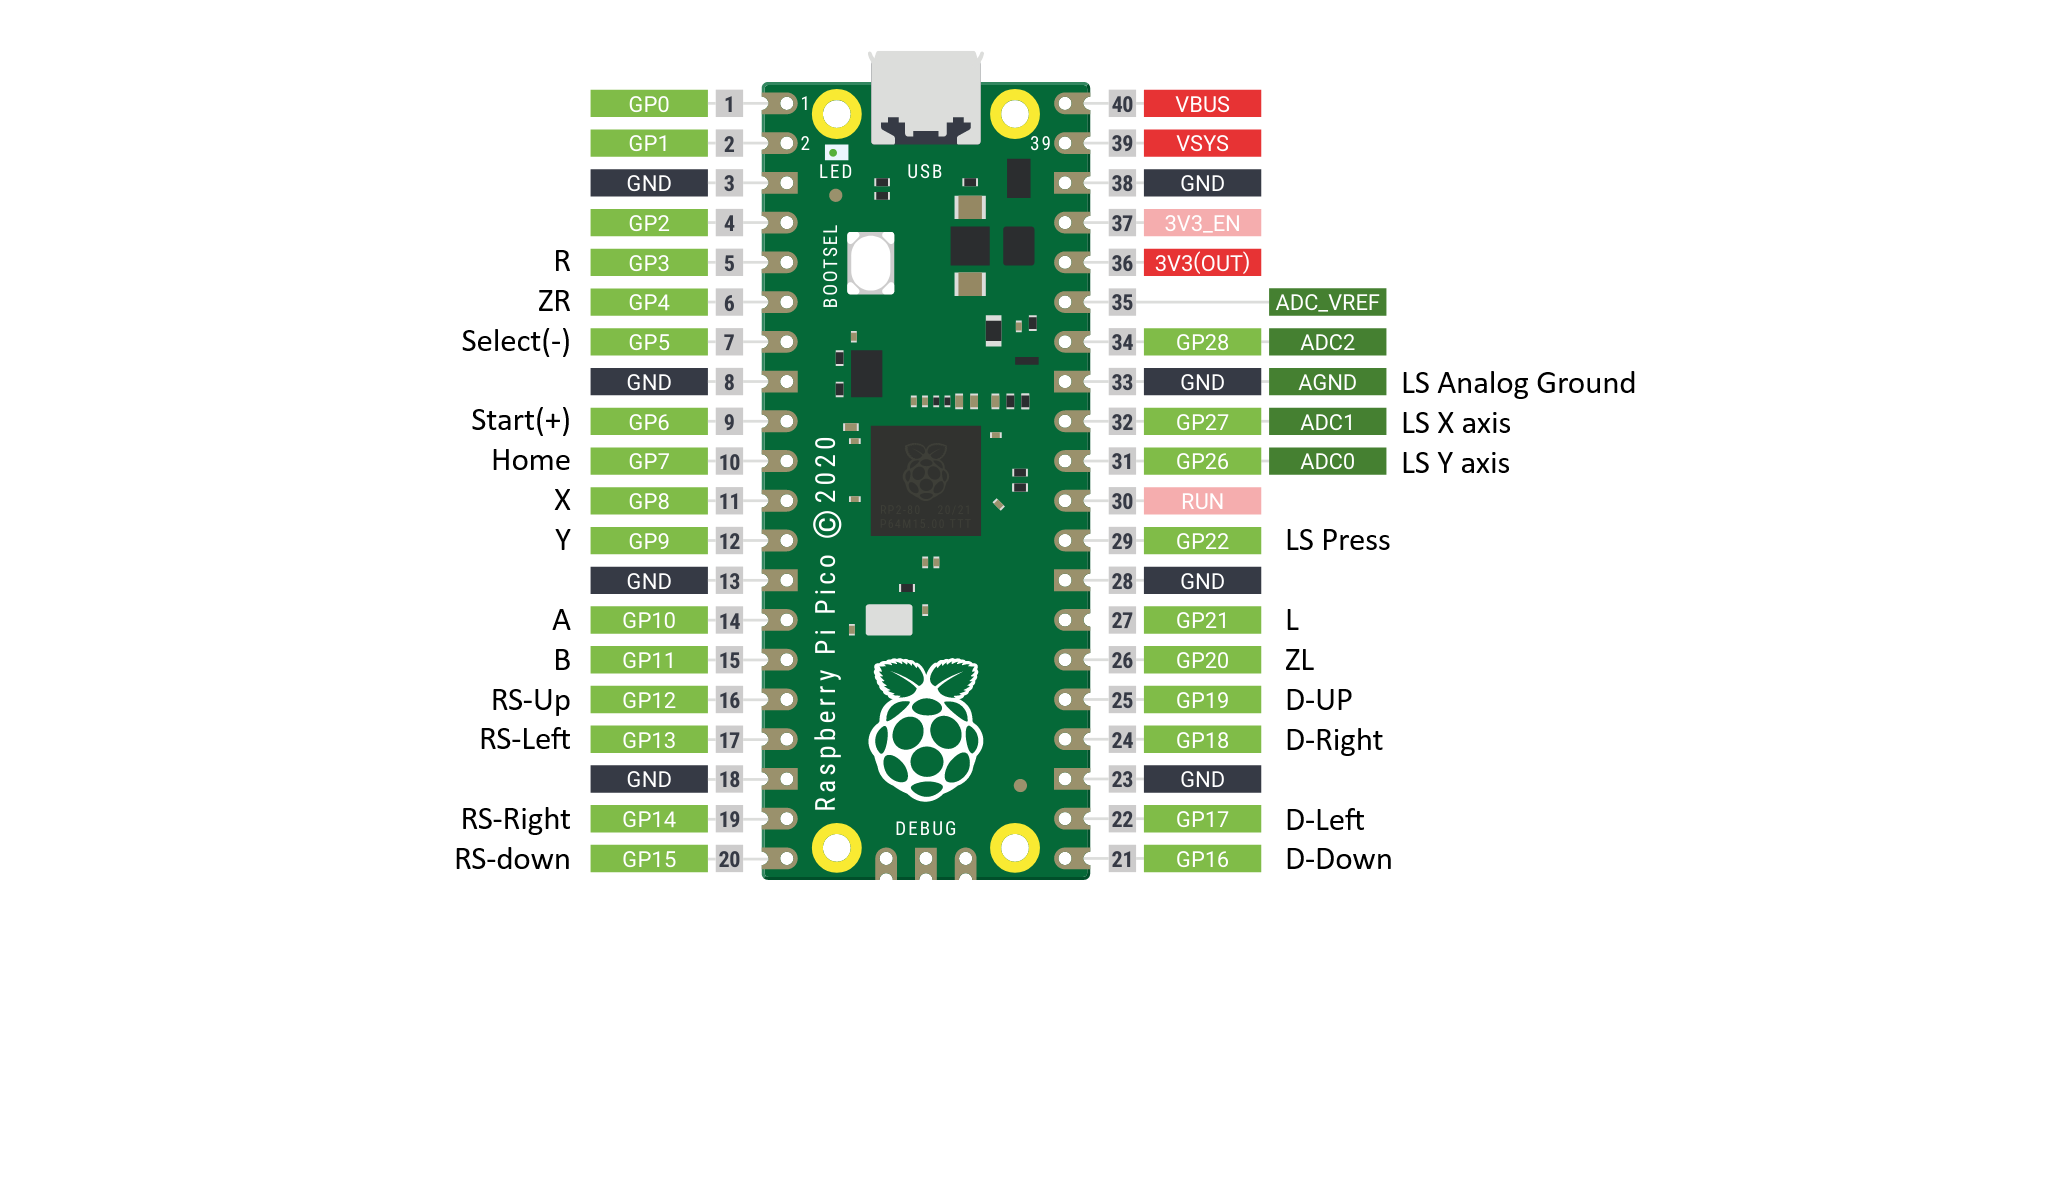 GP0 1 1 40 VBUS
GP1 2 2 39 39 VSYS
LED USB
GND 3 38 GND
GP2 4 37 3V3_EN
BOOTSEL
R GP3 5 36 3V3(OUT)
ZR GP4 6 35 ADC_VREF
Select(-) GP5 7 34 GP28 ADC2
GND 8 33 GND AGND LS Analog Ground
Start(+) GP6 9 32 GP27 ADC1 LS X axis
Home GP7 10 31 GP26 ADC0 LS Y axis
X GP8 11 30 RUN
Y GP9 12 29 GP22 LS Press
GND 13 28 GND
Raspberry Pi Pico ©2020
A GP10 14 27 GP21 L
B GP11 15 26 GP20 ZL
RS-Up GP12 16 25 GP19 D-UP
RS-Left GP13 17 24 GP18 D-Right
GND 18 23 GND
RS-Right GP14 19 22 GP17 D-Left
DEBUG
RS-down GP15 20 21 GP16 D-Down